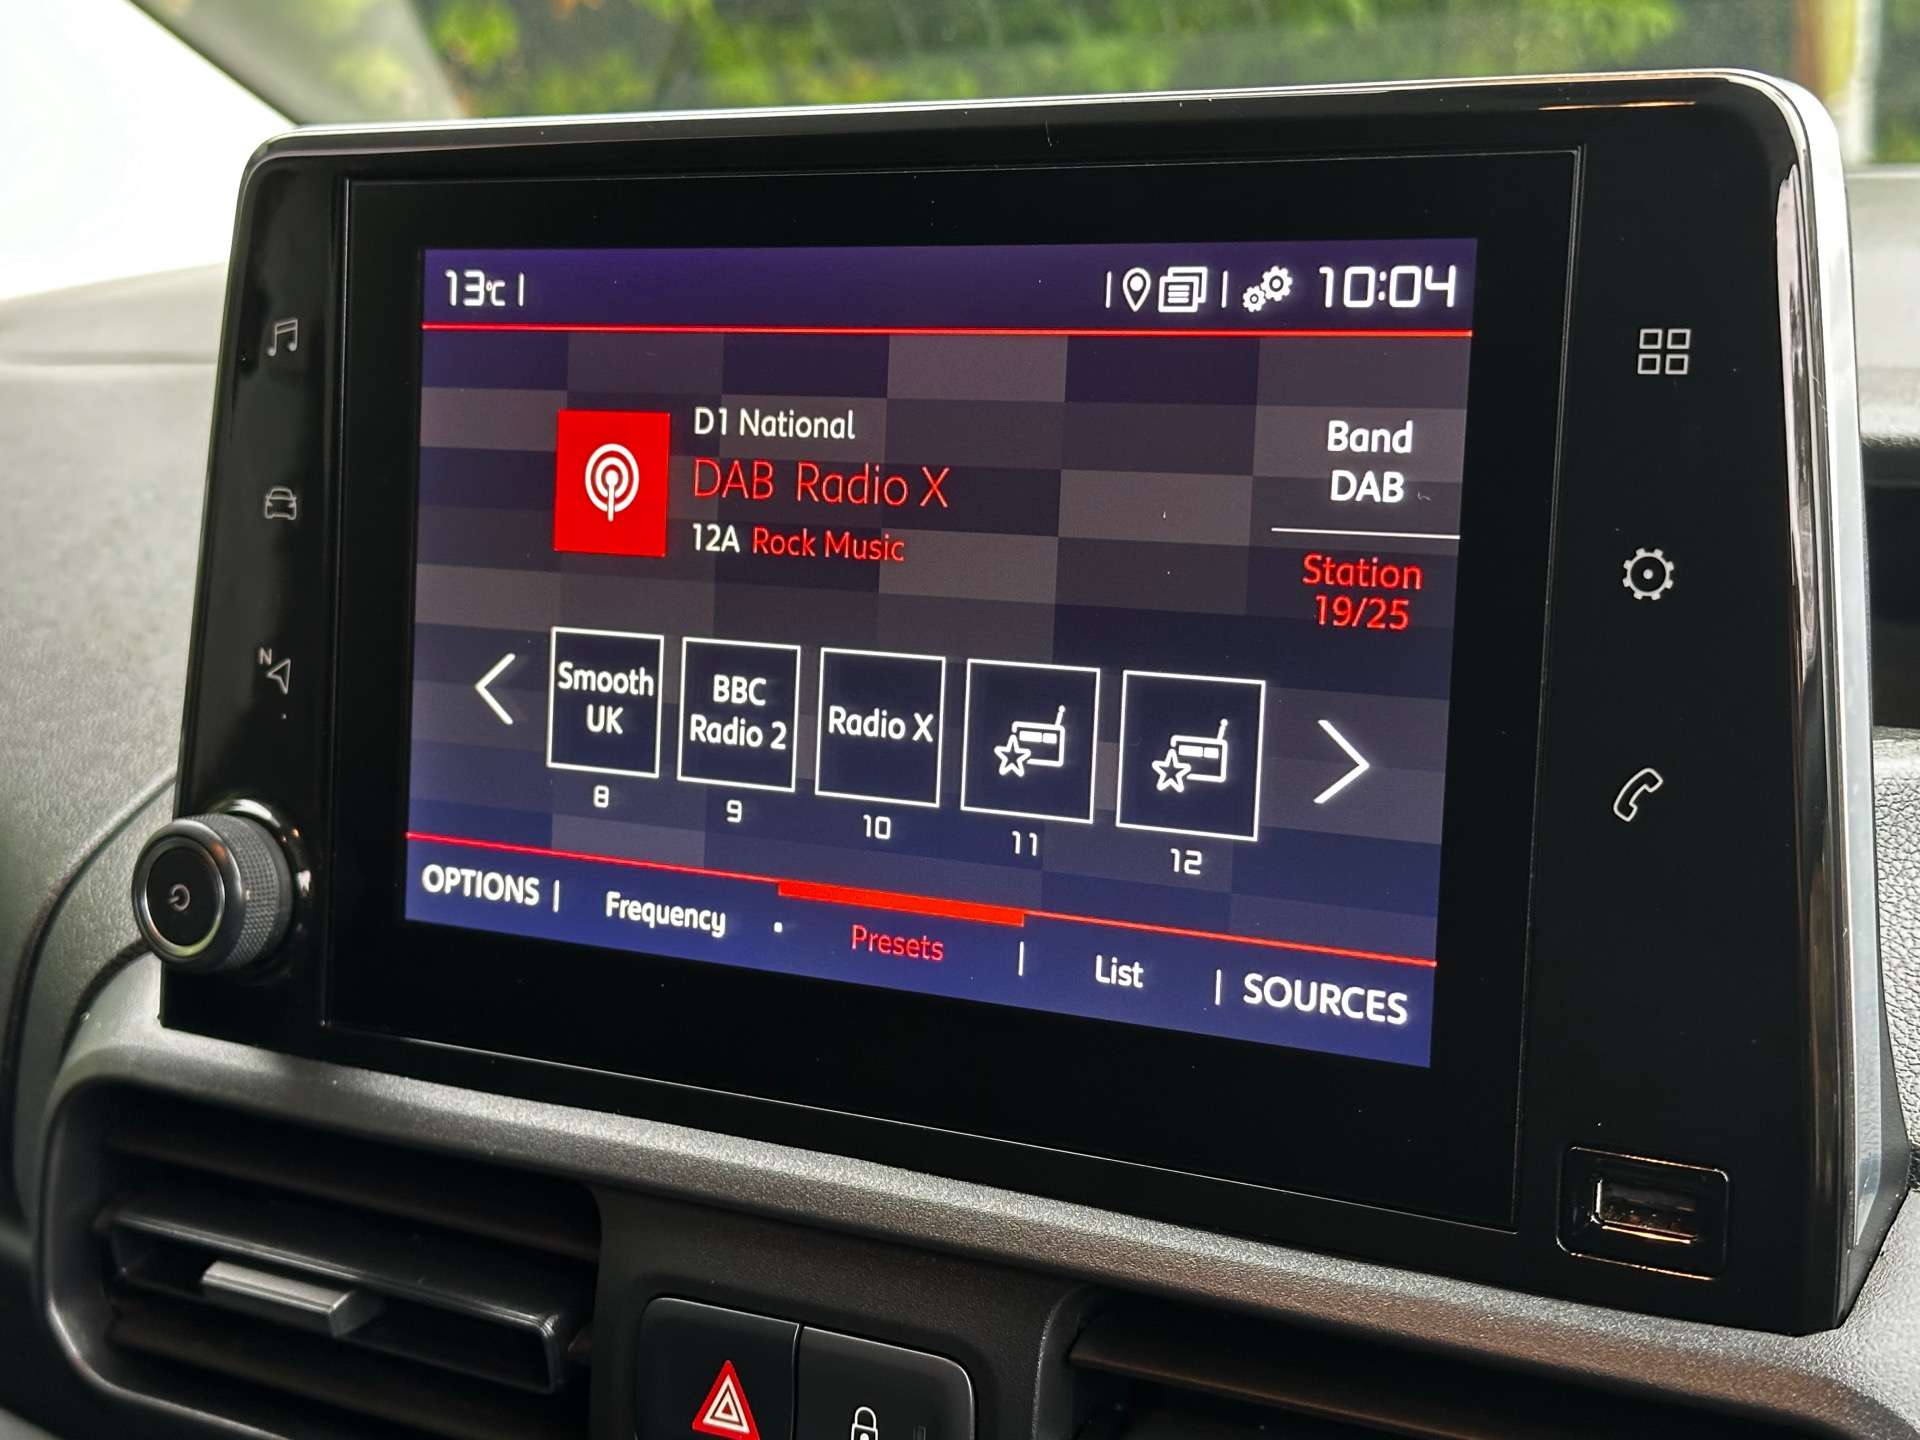 13°C
10:04
D1 National
DAB Radio X
12A Rock Music
Band
DAB
Station
19/25
Smooth
UK
BBC
Radio 2
Radio X
8
9
10
11
12
OPTIONS
Frequency
Presets
List
SOURCES
N